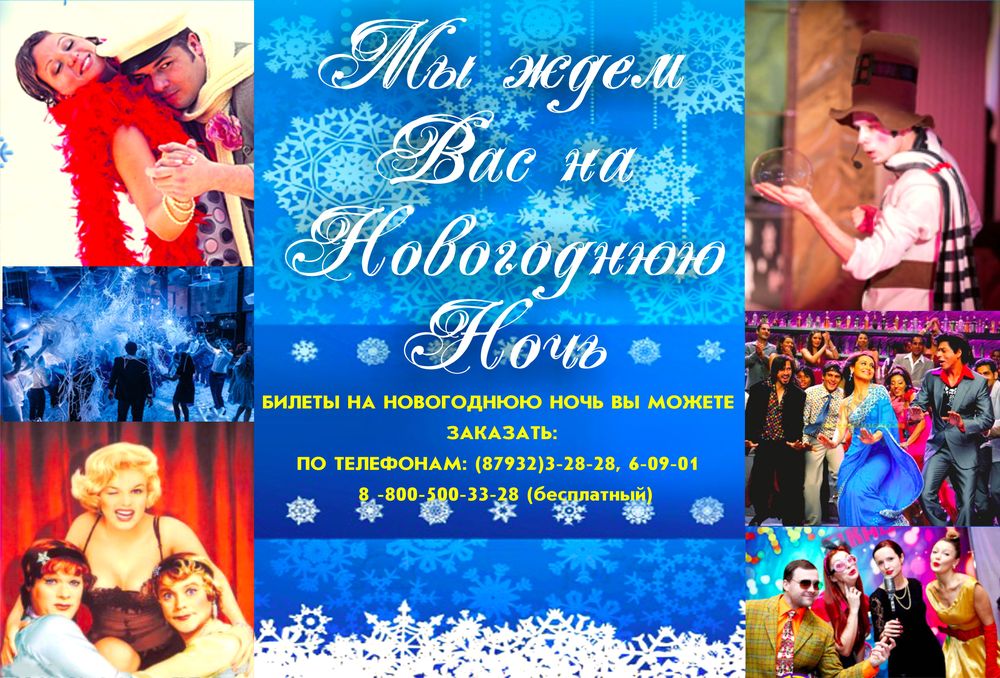 Мы ждем
Вас на
Новогоднюю
Ночь
БИЛЕТЫ НА НОВОГОДНЮЮ НОЧЬ ВЫ МОЖЕТЕ
ЗАКАЗАТЬ:
ПО ТЕЛЕФОНАМ: (87932)3-28-28, 6-09-01
8 -800-500-33-28 (бесплатный)